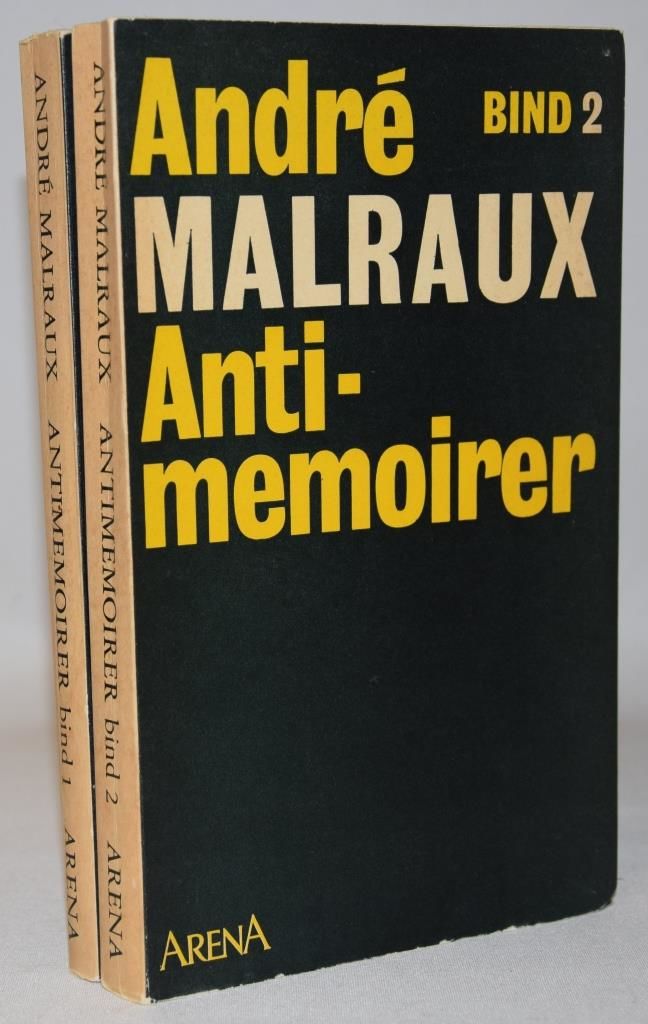 André
BIND 2
MALRAUX
Anti-
memoirer
ARENA
ANDRÉ MALRAUX ANTIMEMOIRER bind 1 ARENA
ANDRÉ MALRAUX ANTIMEMOIRER bind 2 ARENA